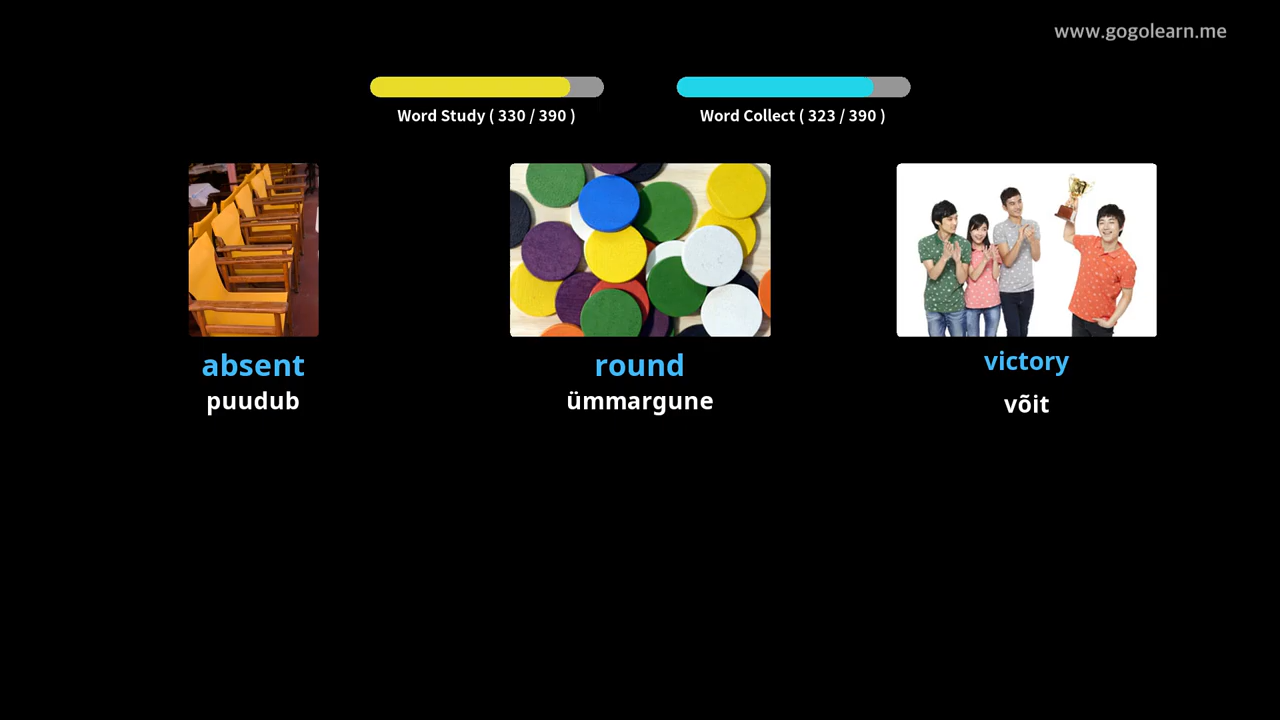 www.gogolearn.me
Word Study ( 330 / 390 )
Word Collect ( 323 / 390 )
absent
puudub
round
ümmargune
victory
võit